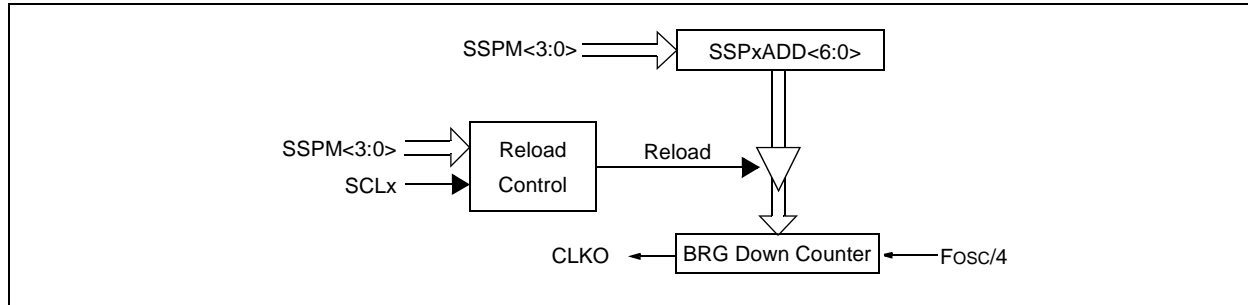 SSPM<3:0>
SSPxADD<6:0>
SSPM<3:0>
SCLx
Reload
Control
Reload
CLKO
BRG Down Counter
FOSC/4